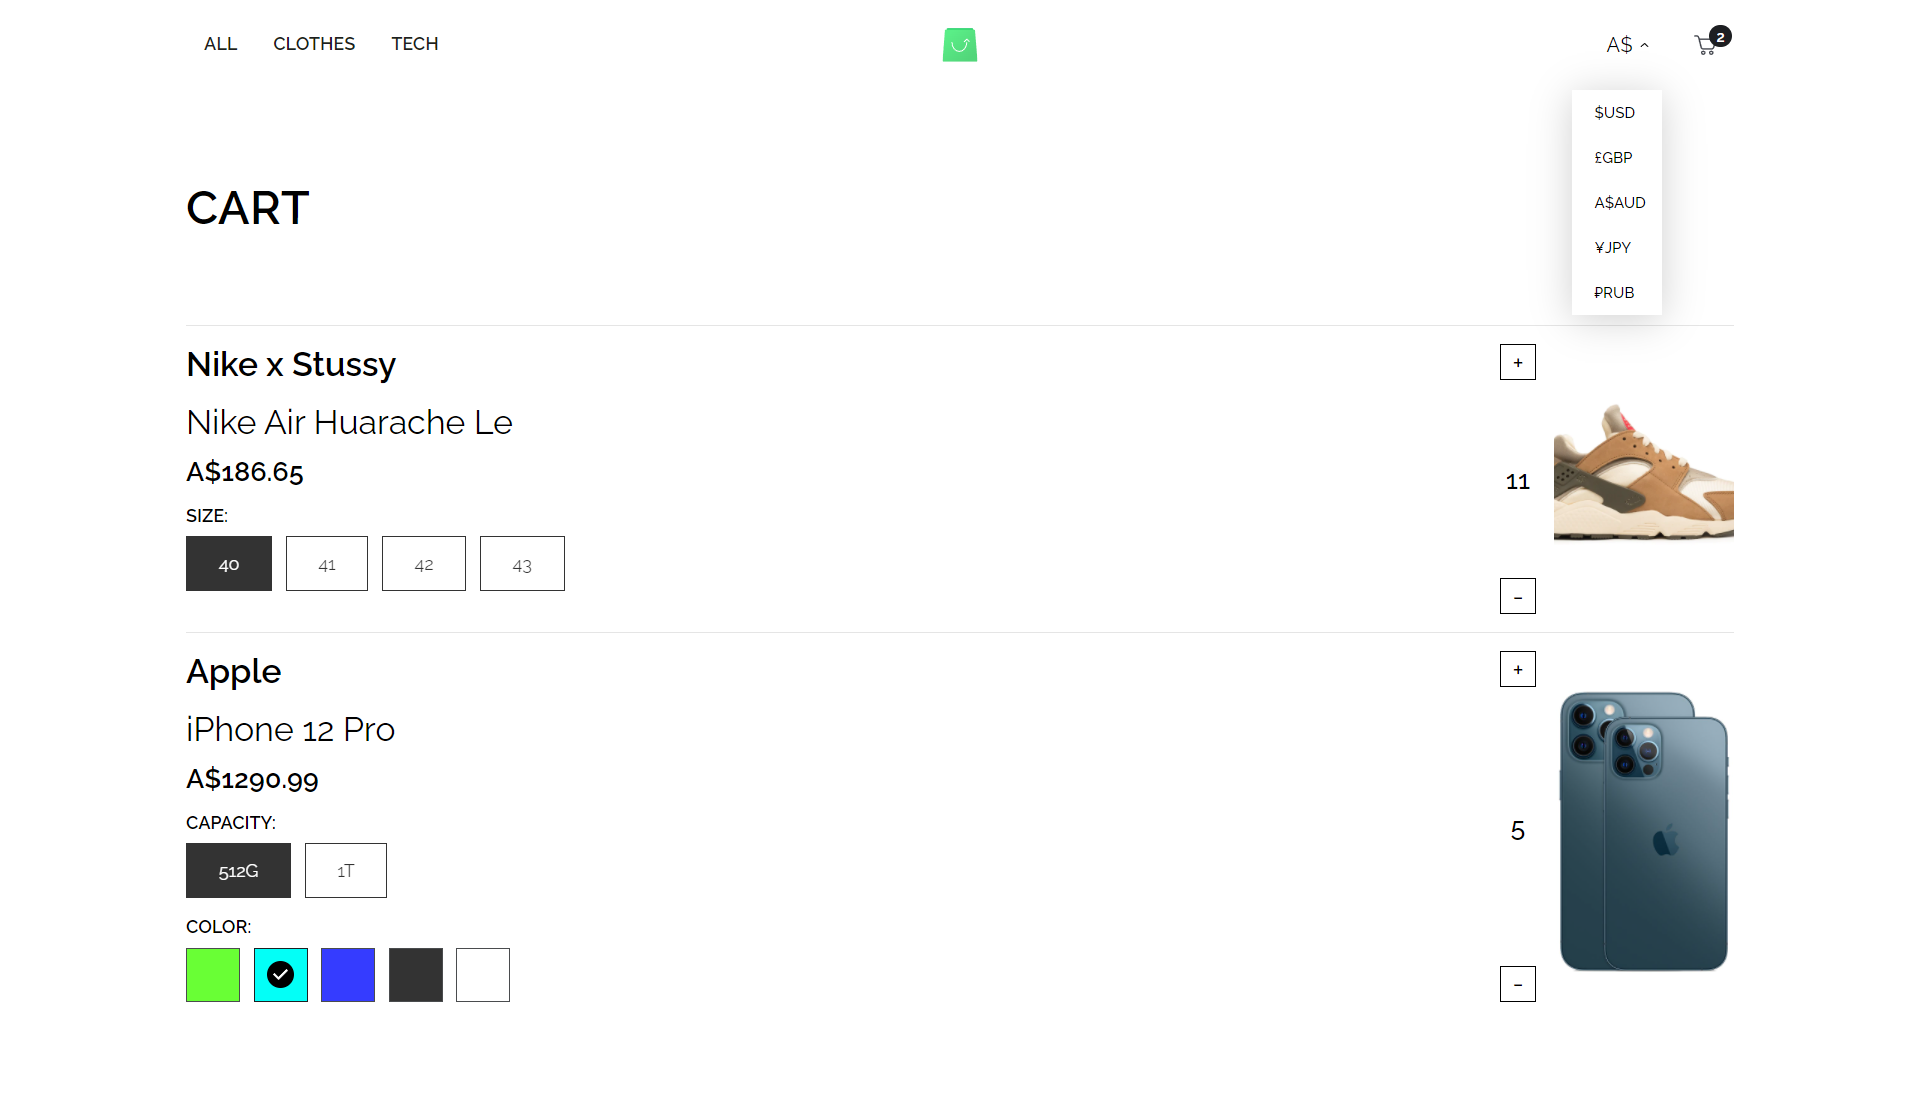 ALL CLOTHES TECH A$ 2
$USD
£GBP
A$AUD
¥JPY
₽RUB
CART
Nike x Stussy
+
Nike Air Huarache Le
A$186.65
11
SIZE:
40 41 42 43
-
Apple
+
iPhone 12 Pro
A$1290.99
CAPACITY:
5
512G 1T
COLOR:
-